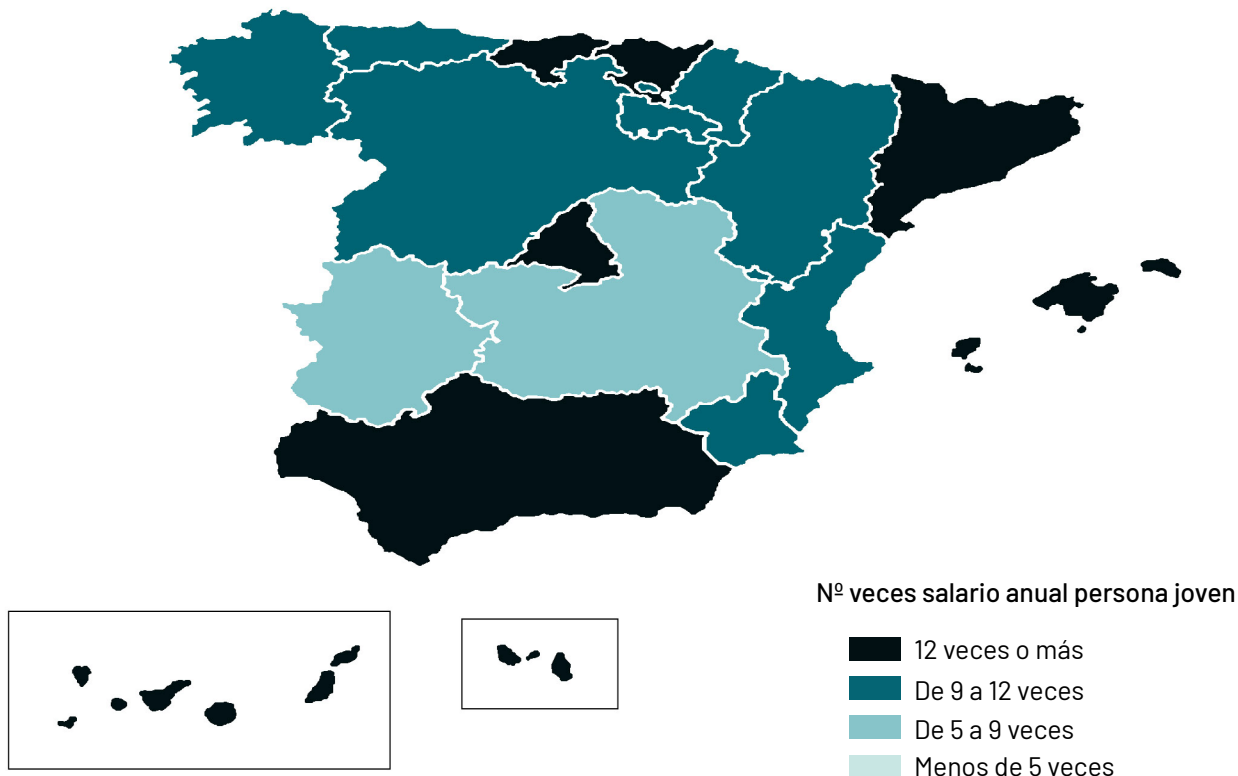 Nº veces salario anual persona joven
12 veces o más
De 9 a 12 veces
De 5 a 9 veces
Menos de 5 veces